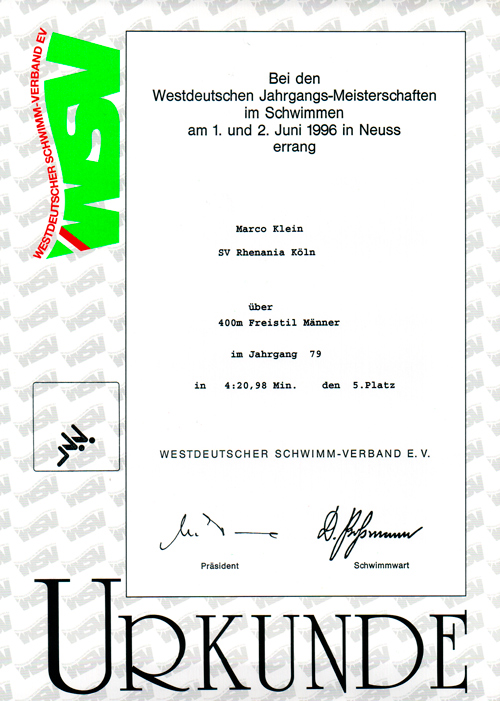 WESTDEUTSCHER SCHWIMM-VERBAND EV
WSV
Bei den
Westdeutschen Jahrgangs-Meisterschaften
im Schwimmen
am 1. und 2. Juni 1996 in Neuss
errang
Marco Klein
SV Rhenania Köln
über
400m Freistil Männer
im Jahrgang 79
in 4:20,98 Min. den 5.Platz
WESTDEUTSCHER SCHWIMM-VERBAND E.V.
Präsident Schwimmwart
URKUNDE